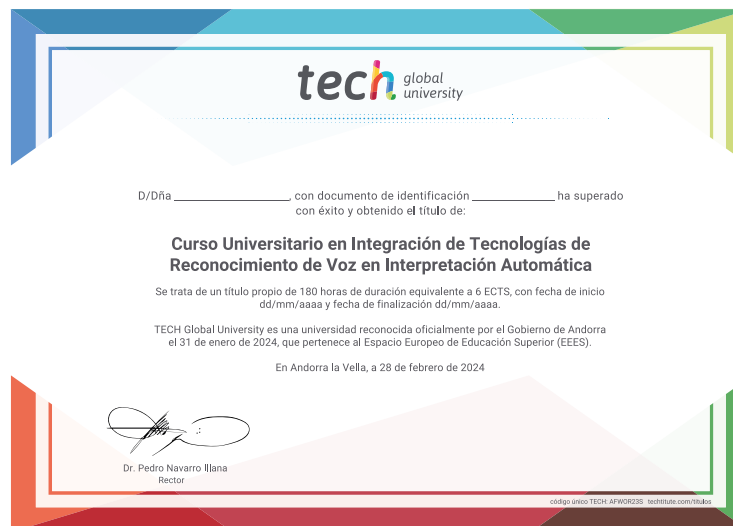 tech global university
D/Dña ____________________, con documento de identificación ______________ ha superado
con éxito y obtenido el título de:
Curso Universitario en Integración de Tecnologías de
Reconocimiento de Voz en Interpretación Automática
Se trata de un título propio de 180 horas de duración equivalente a 6 ECTS, con fecha de inicio
dd/mm/aaaa y fecha de finalización dd/mm/aaaa.
TECH Global University es una universidad reconocida oficialmente por el Gobierno de Andorra
el 31 de enero de 2024, que pertenece al Espacio Europeo de Educación Superior (EEES).
En Andorra la Vella, a 28 de febrero de 2024
Dr. Pedro Navarro Illana
Rector
código único TECH: AFWOR23S techtitute.com/titulos